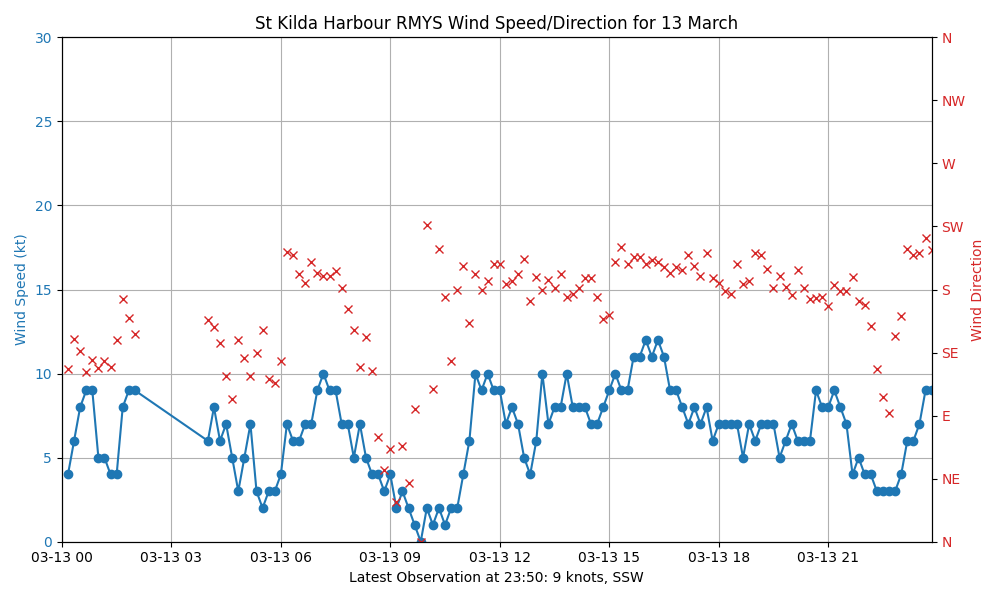 St Kilda Harbour RMYS Wind Speed/Direction for 13 March
30
25
20
15
10
5
0
Wind Speed (kt)
N
NW
W
SW
S
SE
E
NE
N
Wind Direction
03-13 00
03-13 03
03-13 06
03-13 09
03-13 12
03-13 15
03-13 18
03-13 21
Latest Observation at 23:50: 9 knots, SSW